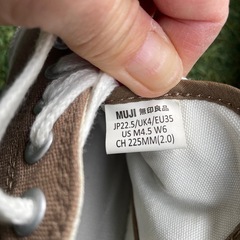 MUJI 無印良品
JP22.5/UK4/EU35
US M4.5 W6
CH 225MM(2.0)